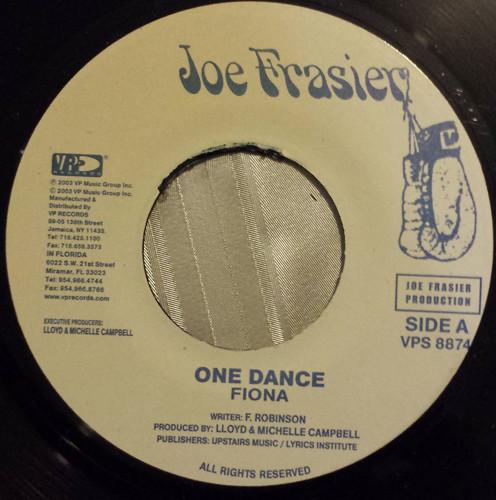 Joe Frasier
VP
RECORDS
℗ 2003 VP Music Group Inc.
© 2003 VP Music Group Inc.
Manufactured &
Distributed By
VP RECORDS
89-05 138th Street
Jamaica, NY 11435
Tel: 718.425.1100
Fax: 718.658.3573
IN FLORIDA
6022 S.W. 21st Street
Miramar, FL 33023
Tel: 954.966.4744
Fax: 954.966.8766
www.vprecords.com
EXECUTIVE PRODUCERS:
LLOYD & MICHELLE CAMPBELL
JOE FRASIER
PRODUCTION
SIDE A
VPS 8874
ONE DANCE
FIONA
WRITER: F. ROBINSON
PRODUCED BY: LLOYD & MICHELLE CAMPBELL
PUBLISHERS: UPSTAIRS MUSIC / LYRICS INSTITUTE
ALL RIGHTS RESERVED